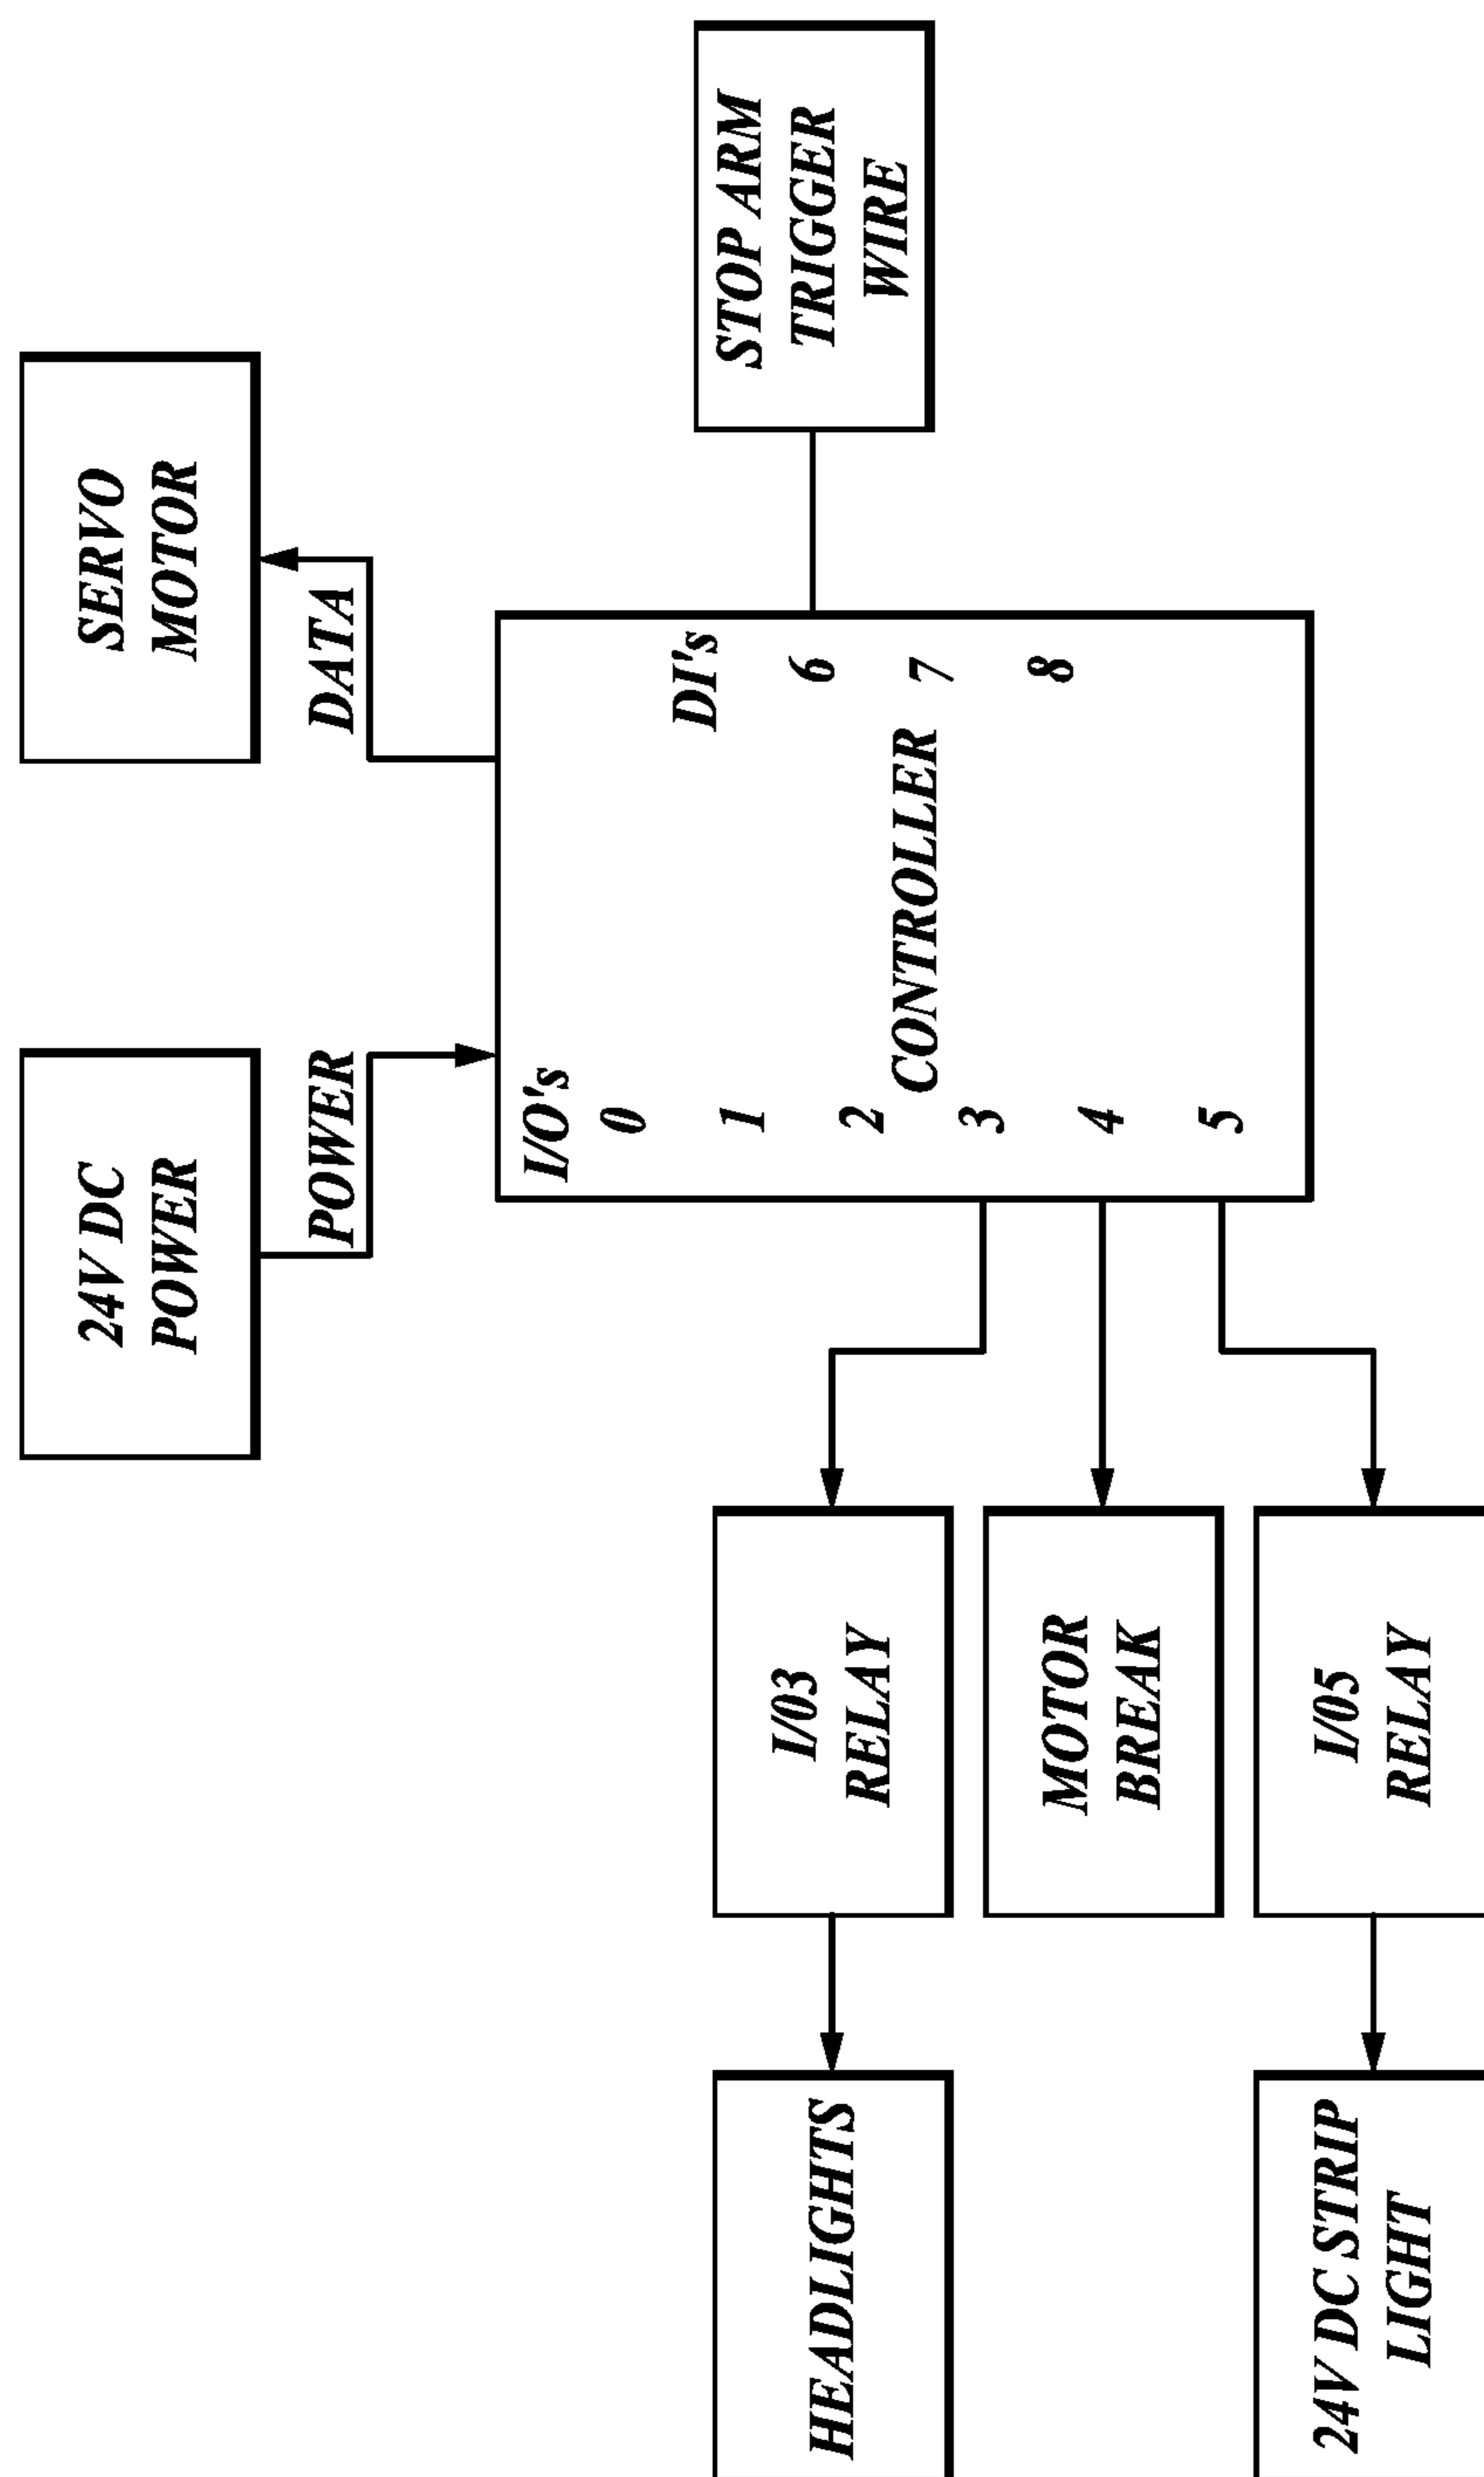 24V DC
POWER
SERVO
MOTOR
POWER
DATA
I/O's
0
1
2
3
4
5
CONTROLLER
DI's
6
7
8
STOP ARM
TRIGGER
WIRE
HEADLIGHTS
I/03
RELAY
MOTOR
BREAK
24V DC STRIP
LIGHT
I/05
RELAY